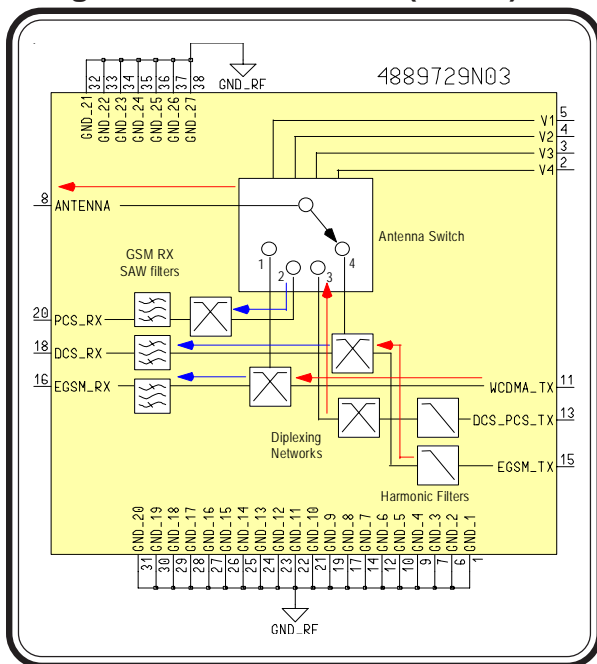 4889729N03
32 33 34 35 36 37 38
GND_RF
GND_21 GND_22 GND_23 GND_24 GND_25 GND_26 GND_27
V1 5
V2 4
V3 3
V4 2
8 ANTENNA
Antenna Switch
1 2 3 4
GSM RX
SAW filters
20 PCS_RX
18 DCS_RX
16 EGSM_RX
WCDMA_TX 11
DCS_PCS_TX 13
EGSM_TX 15
Diplexing
Networks
Harmonic Filters
GND_20 GND_19 GND_18 GND_17 GND_16 GND_15 GND_14 GND_13 GND_12 GND_11 GND_10 GND_9 GND_8 GND_7 GND_6 GND_5 GND_4 GND_3 GND_2 GND_1
31 30 29 28 27 26 25 24 23 22 21 19 17 14 12 10 9 7 6 1
GND_RF